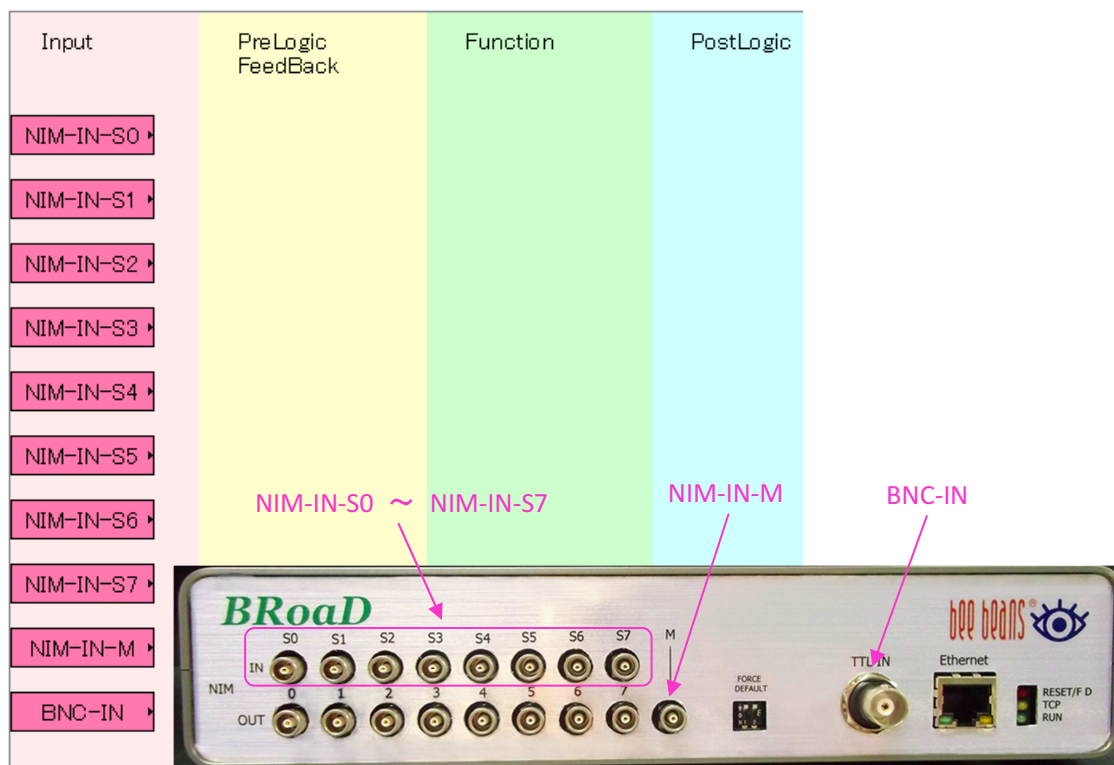 Input
PreLogic
FeedBack
Function
PostLogic
NIM-IN-S0
NIM-IN-S1
NIM-IN-S2
NIM-IN-S3
NIM-IN-S4
NIM-IN-S5
NIM-IN-S6
NIM-IN-S7
NIM-IN-M
BNC-IN
NIM-IN-S0 ～ NIM-IN-S7
NIM-IN-M
BNC-IN
BRoaD
bee beans®
S0 S1 S2 S3 S4 S5 S6 S7 M
IN
NIM
0 1 2 3 4 5 6 7
OUT
FORCE
DEFAULT
TTL IN
Ethernet
RESET/F D
TCP
RUN